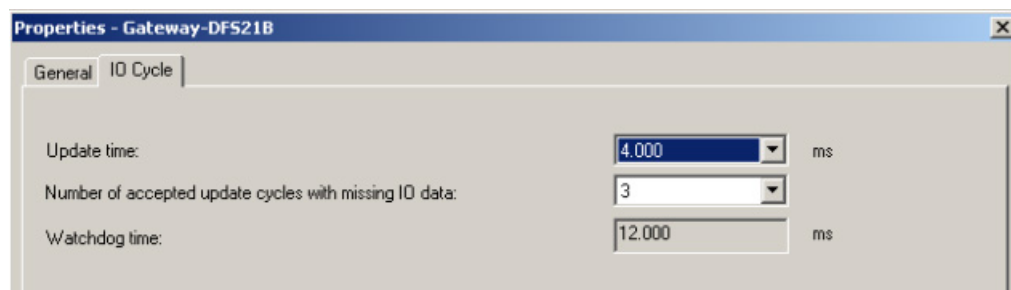 Properties - Gateway-DFS21B
General IO Cycle
Update time: 4.000 ms
Number of accepted update cycles with missing IO data: 3
Watchdog time: 12.000 ms